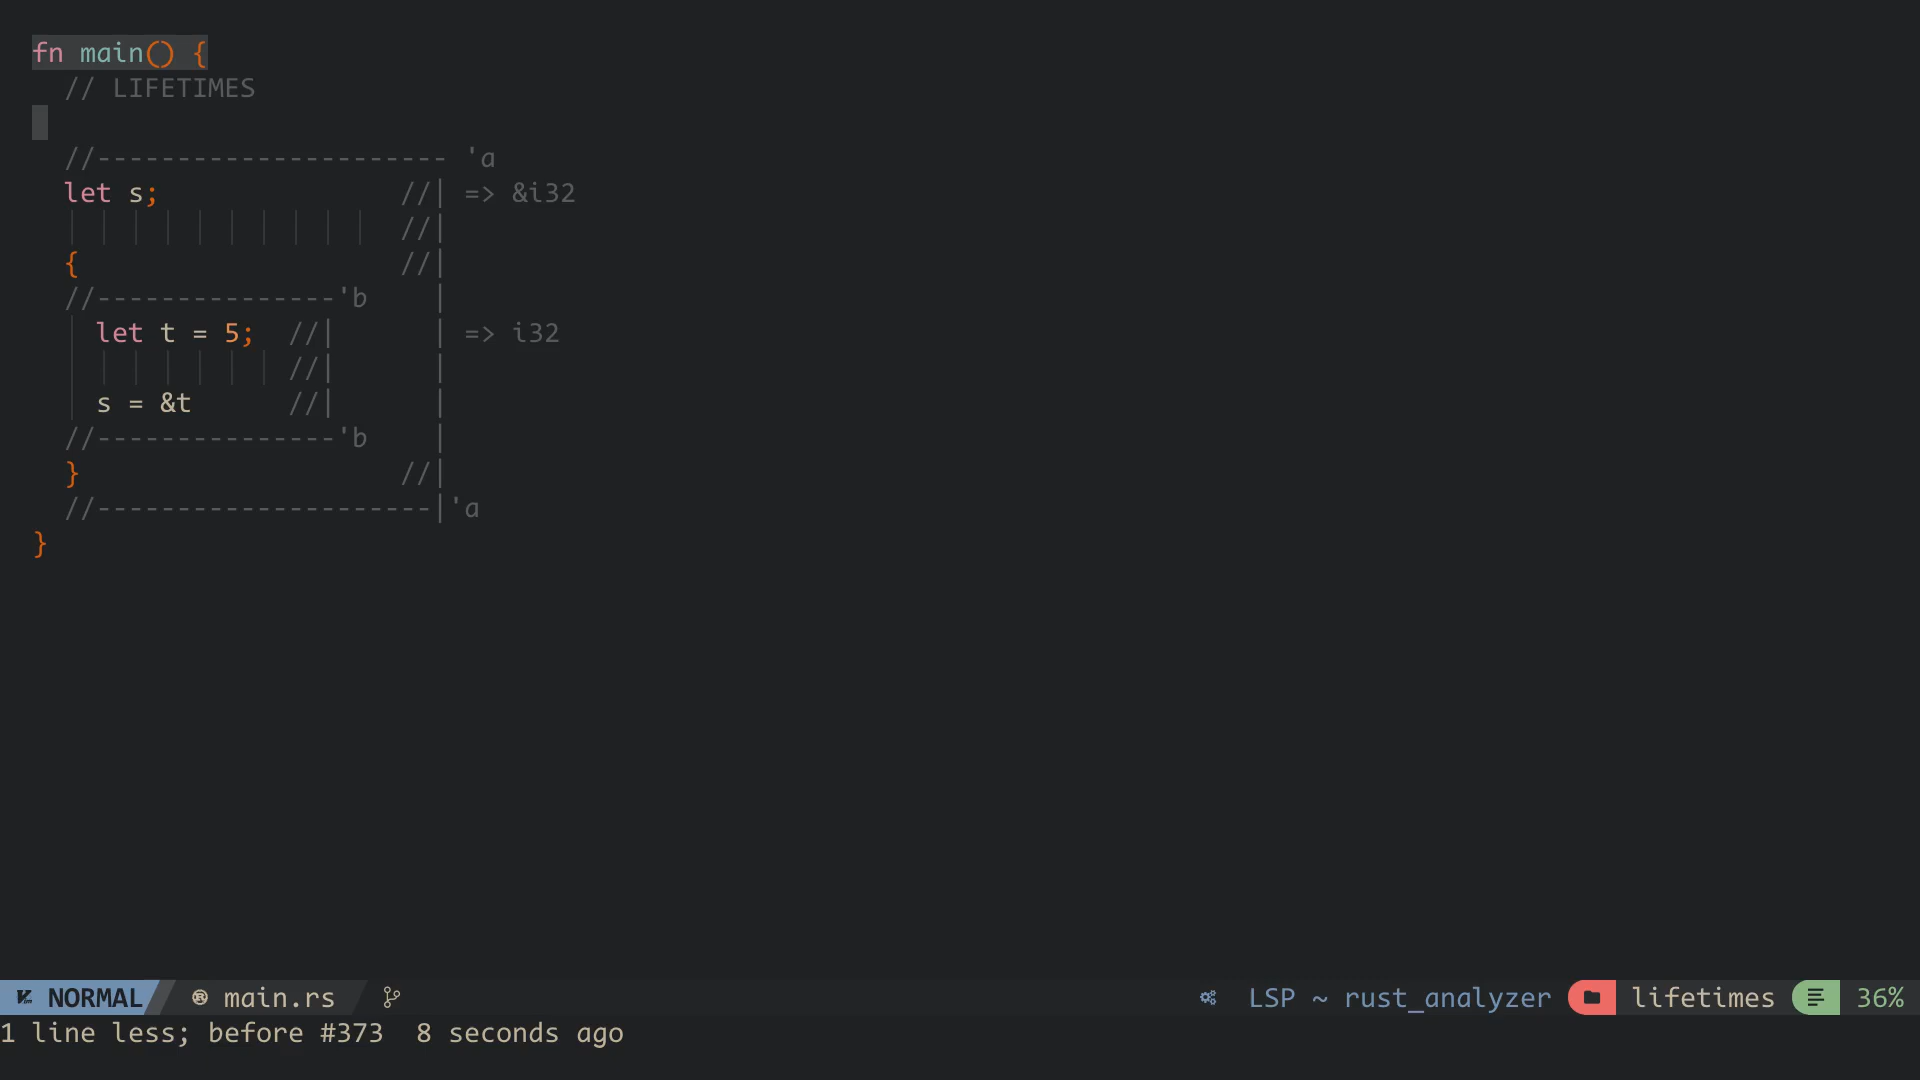 fn main() {
  // LIFETIMES

  //---------------------- 'a
  let s;               //| => &i32
                       //|
  {                    //|
  //---------------'b    |
    let t = 5;  //|      | => i32
                //|      |
    s = &t      //|      |
  //---------------'b    |
  }                    //|
  //---------------------|'a
}
NORMAL main.rs LSP ~ rust_analyzer lifetimes 36%
1 line less; before #373  8 seconds ago